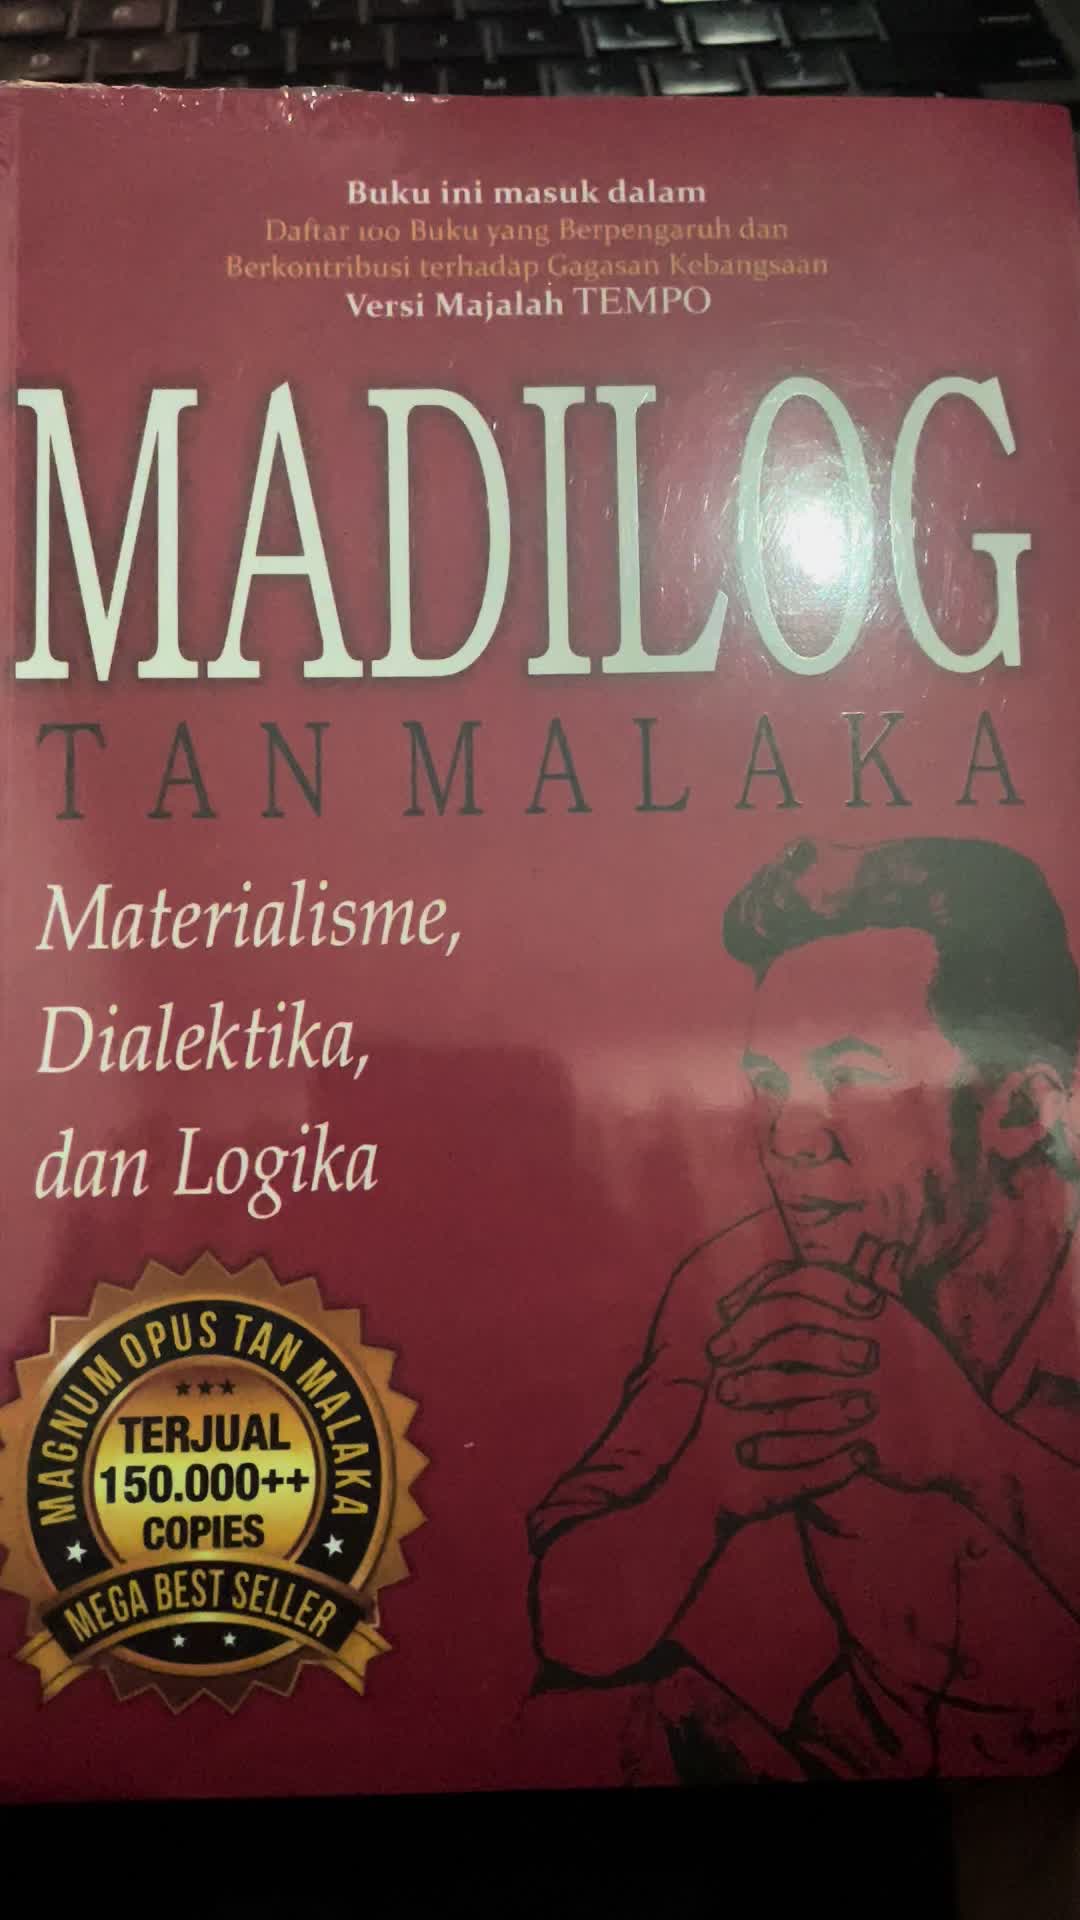 Buku ini masuk dalam
Daftar 100 Buku yang Berpengaruh dan
Berkontribusi terhadap Gagasan Kebangsaan
Versi Majalah TEMPO
MADILOG
TAN MALAKA
Materialisme,
Dialektika,
dan Logika
MAGNUM OPUS TAN MALAKA
TERJUAL
150.000++
COPIES
MEGA BEST SELLER